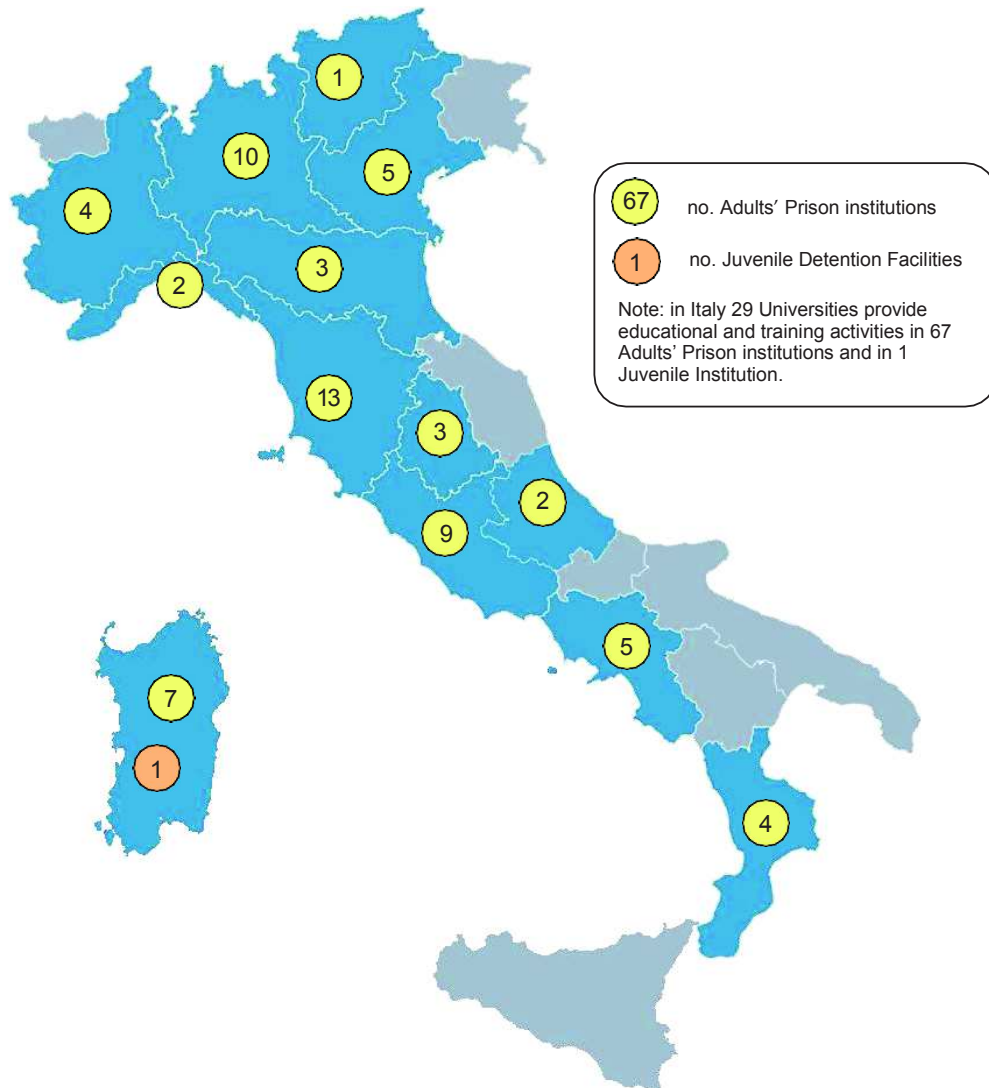 1
10
5
4
67 no. Adults′ Prison institutions
1 no. Juvenile Detention Facilities
Note: in Italy 29 Universities provide
educational and training activities in 67
Adults' Prison institutions and in 1
Juvenile Institution.
3
2
13
3
2
9
5
7
1
4